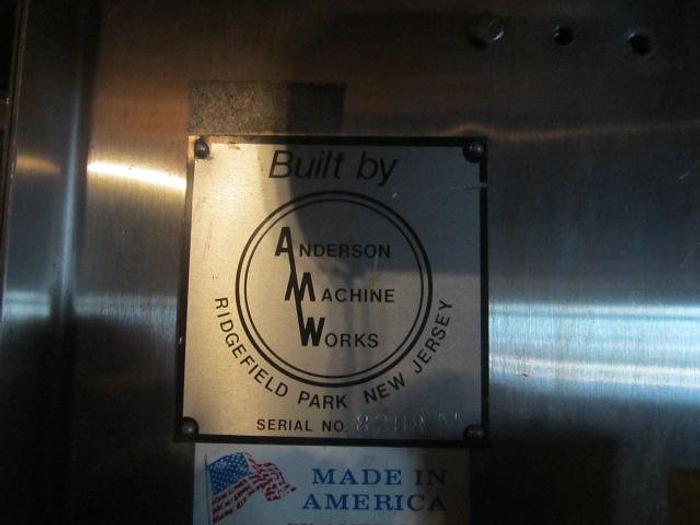 Built by
ANDERSON
MACHINE
WORKS
RIDGEFIELD PARK NEW JERSEY
SERIAL NO.
MADE IN
AMERICA